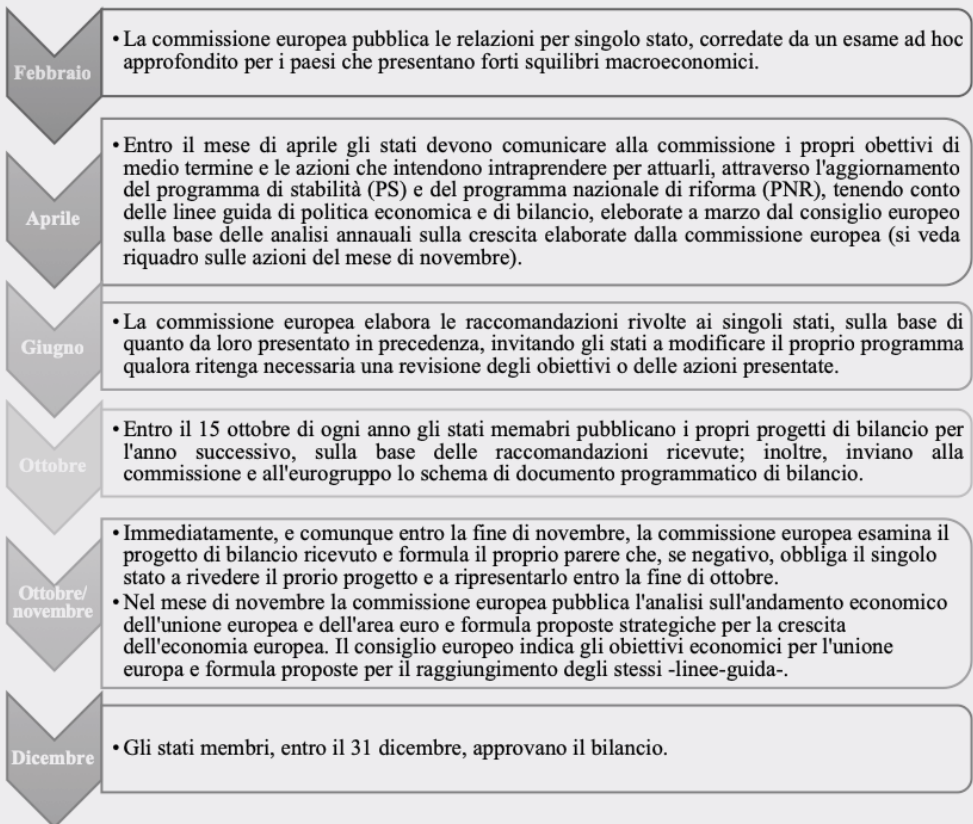 Febbraio
• La commissione europea pubblica le relazioni per singolo stato, corredate da un esame ad hoc
approfondito per i paesi che presentano forti squilibri macroeconomici.
Aprile
• Entro il mese di aprile gli stati devono comunicare alla commissione i propri obettivi di
medio termine e le azioni che intendono intraprendere per attuarli, attraverso l'aggiornamento
del programma di stabilità (PS) e del programma nazionale di riforma (PNR), tenendo conto
delle linee guida di politica economica e di bilancio, eleborate a marzo dal consiglio europeo
sulla base delle analisi annauali sulla crescita elaborate dalla commissione europea (si veda
riquadro sulle azioni del mese di novembre).
Giugno
• La commissione europea elabora le raccomandazioni rivolte ai singoli stati, sulla base di
quanto da loro presentato in precedenza, invitando gli stati a modificare il proprio programma
qualora ritenga necessaria una revisione degli obiettivi o delle azioni presentate.
Ottobre
• Entro il 15 ottobre di ogni anno gli stati memabri pubblicano i propri progetti di bilancio per
l'anno successivo, sulla base delle raccomandazioni ricevute; inoltre, inviano alla
commissione e all'eurogruppo lo schema di documento programmatico di bilancio.
Ottobre/
novembre
• Immediatamente, e comunque entro la fine di novembre, la commissione europea esamina il
progetto di bilancio ricevuto e formula il proprio parere che, se negativo, obbliga il singolo
stato a rivedere il prorio progetto e a ripresentarlo entro la fine di ottobre.
• Nel mese di novembre la commissione europea pubblica l'analisi sull'andamento economico
dell'unione europea e dell'area euro e formula proposte strategiche per la crescita
dell'economia europea. Il consiglio europeo indica gli obiettivi economici per l'unione
europa e formula proposte per il raggiungimento degli stessi -linee-guida-.
Dicembre
• Gli stati membri, entro il 31 dicembre, approvano il bilancio.